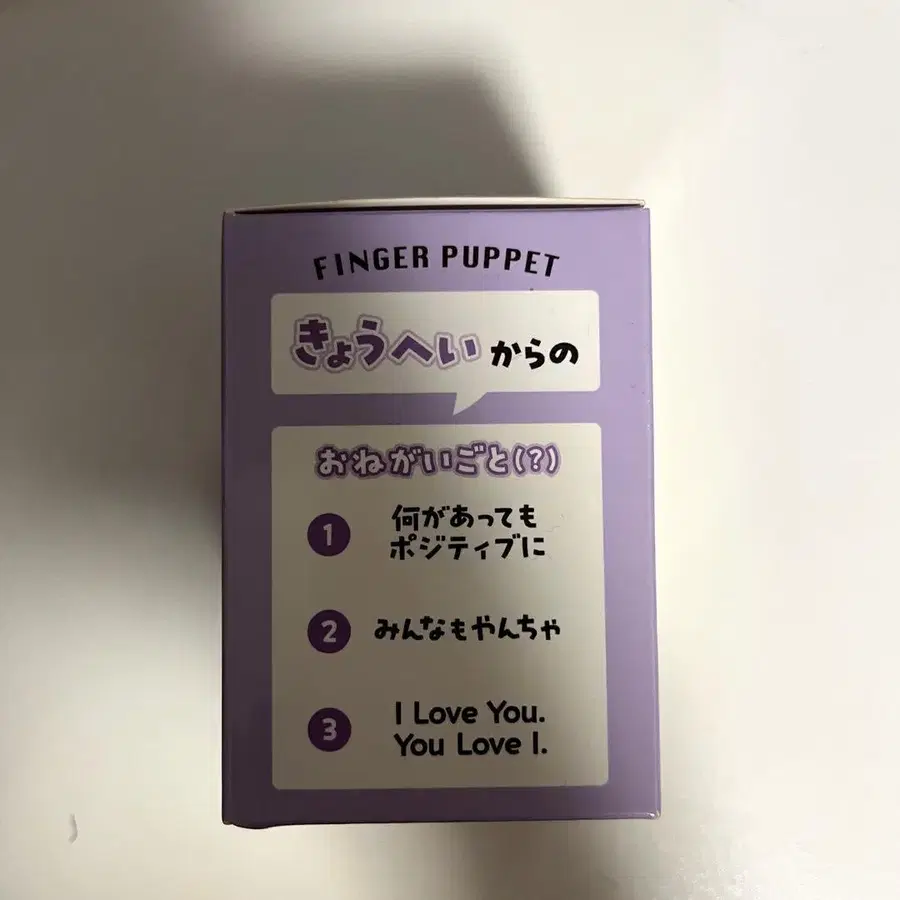 FINGER PUPPET
きょうへいからの
おねがいごと(?)
1 何があっても
ポジティブに
2 みんなもやんちゃ
3 I Love You.
You Love I.